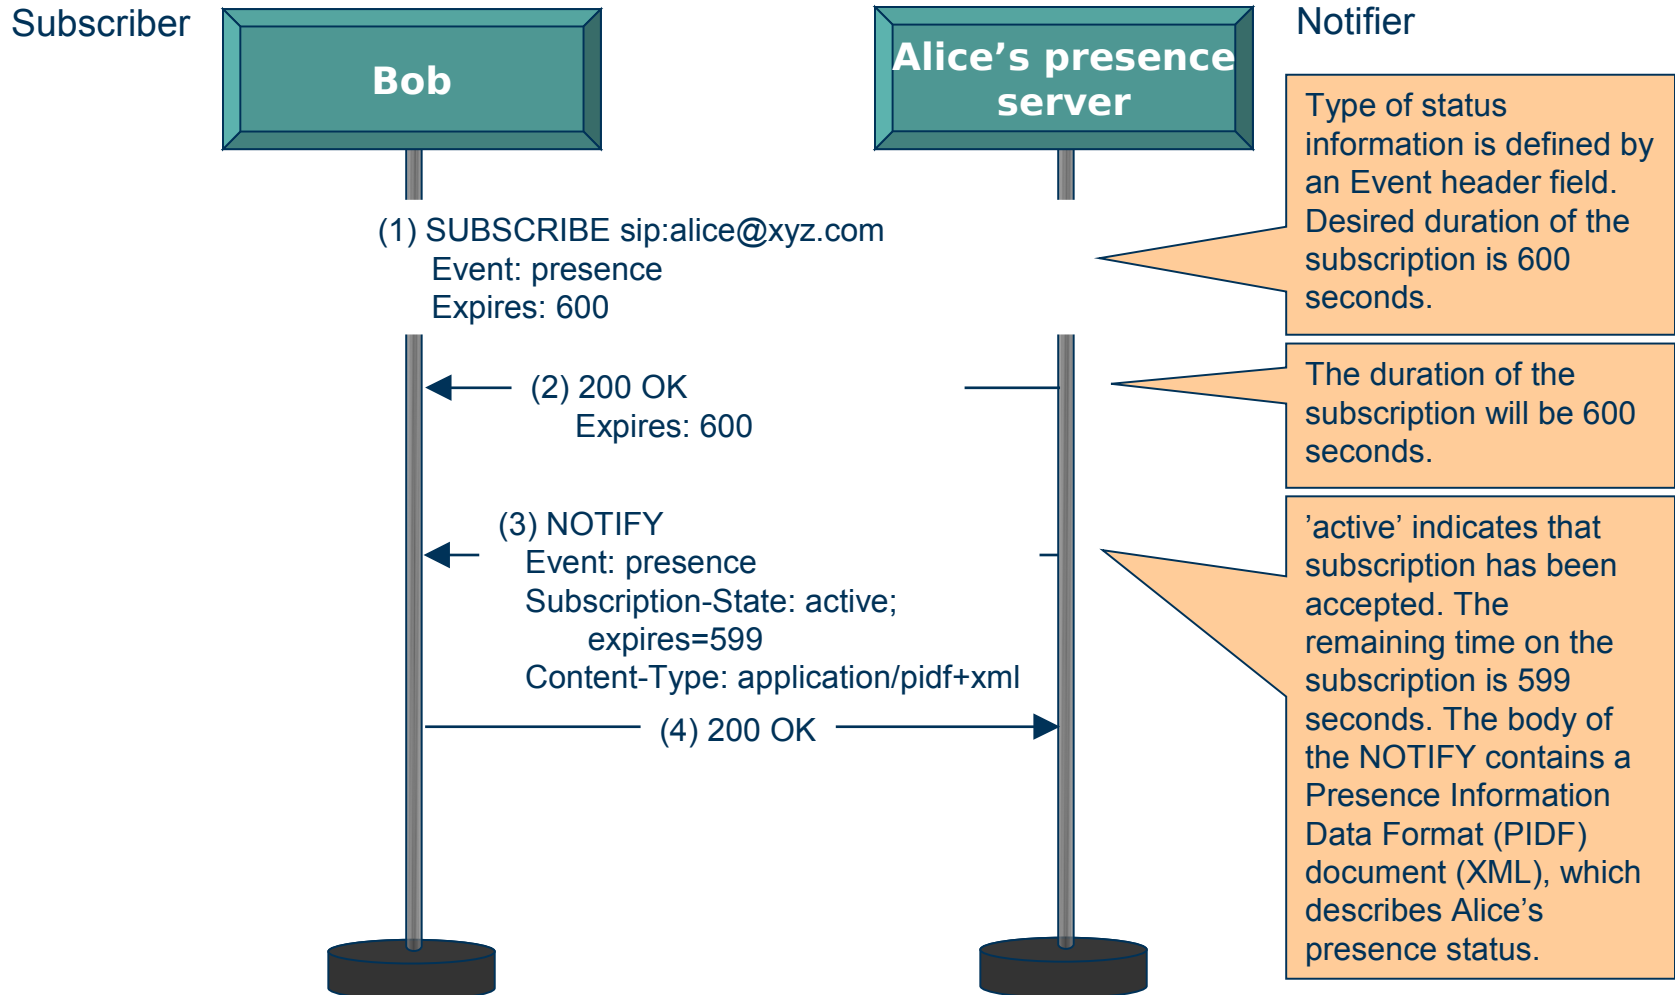 Subscriber
Bob
Alice’s presence
server
Notifier
(1) SUBSCRIBE sip:alice@xyz.com
Event: presence
Expires: 600
Type of status
information is defined by
an Event header field.
Desired duration of the
subscription is 600
seconds.
(2) 200 OK
Expires: 600
The duration of the
subscription will be 600
seconds.
(3) NOTIFY
Event: presence
Subscription-State: active;
expires=599
Content-Type: application/pidf+xml
(4) 200 OK
’active’ indicates that
subscription has been
accepted. The
remaining time on the
subscription is 599
seconds. The body of
the NOTIFY contains a
Presence Information
Data Format (PIDF)
document (XML), which
describes Alice’s
presence status.